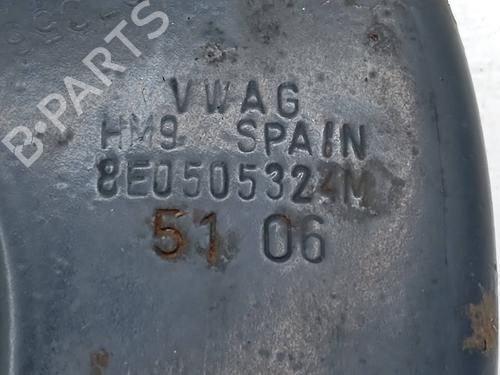 B-PARTS
VWAG
HM9 SPAIN
8E0505324M
51 06